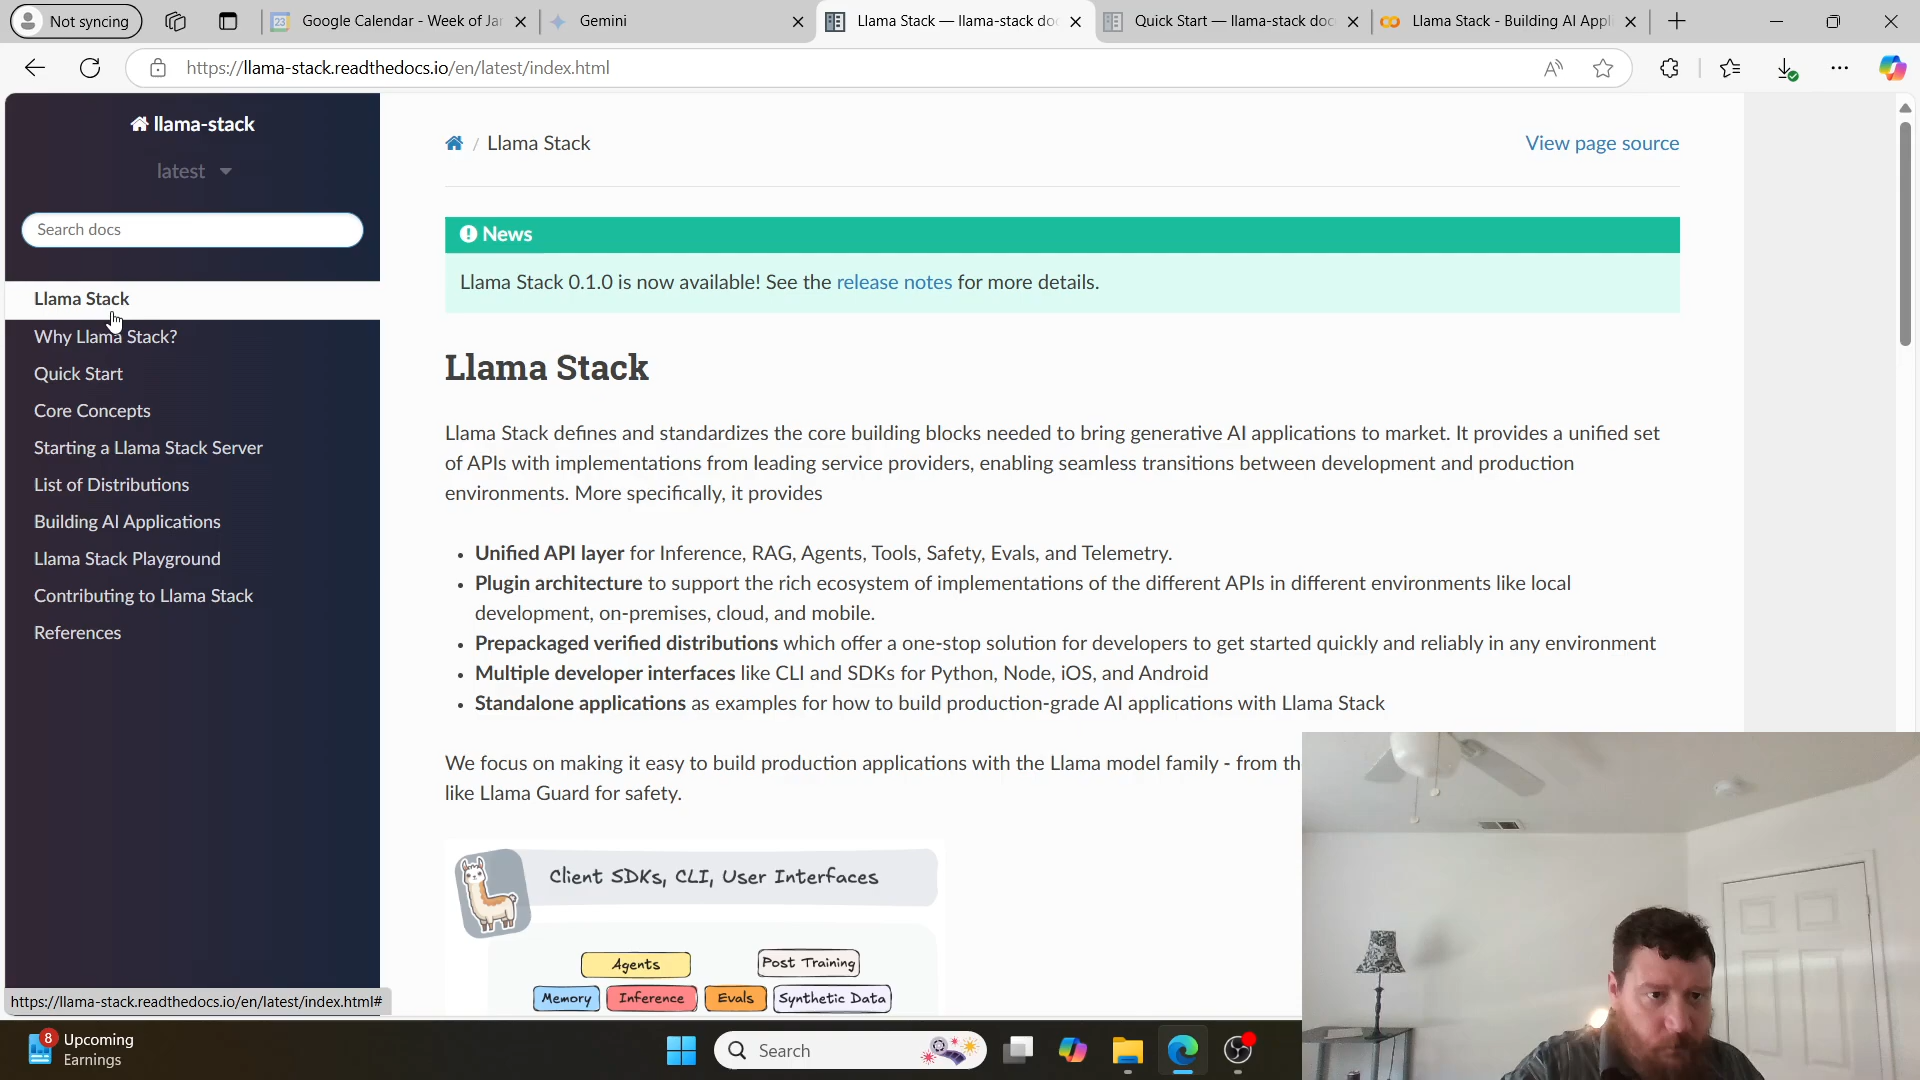 Not syncing
23
Google Calendar - Week of Jan
Gemini
Llama Stack — llama-stack doc
Quick Start — llama-stack doc
Llama Stack - Building AI Appli
https://llama-stack.readthedocs.io/en/latest/index.html
llama-stack
latest
Search docs
Llama Stack
Why Llama Stack?
Quick Start
Core Concepts
Starting a Llama Stack Server
List of Distributions
Building AI Applications
Llama Stack Playground
Contributing to Llama Stack
References
/ Llama Stack
View page source
News
Llama Stack 0.1.0 is now available! See the release notes for more details.
Llama Stack
Llama Stack defines and standardizes the core building blocks needed to bring generative AI applications to market. It provides a unified set
of APIs with implementations from leading service providers, enabling seamless transitions between development and production
environments. More specifically, it provides
• Unified API layer for Inference, RAG, Agents, Tools, Safety, Evals, and Telemetry.
• Plugin architecture to support the rich ecosystem of implementations of the different APIs in different environments like local
development, on-premises, cloud, and mobile.
• Prepackaged verified distributions which offer a one-stop solution for developers to get started quickly and reliably in any environment
• Multiple developer interfaces like CLI and SDKs for Python, Node, iOS, and Android
• Standalone applications as examples for how to build production-grade AI applications with Llama Stack
We focus on making it easy to build production applications with the Llama model family - from th
like Llama Guard for safety.
Client SDKs, CLI, User Interfaces
Agents
Post Training
Memory
Inference
Evals
Synthetic Data
https://llama-stack.readthedocs.io/en/latest/index.html#
8
Upcoming
Earnings
Search